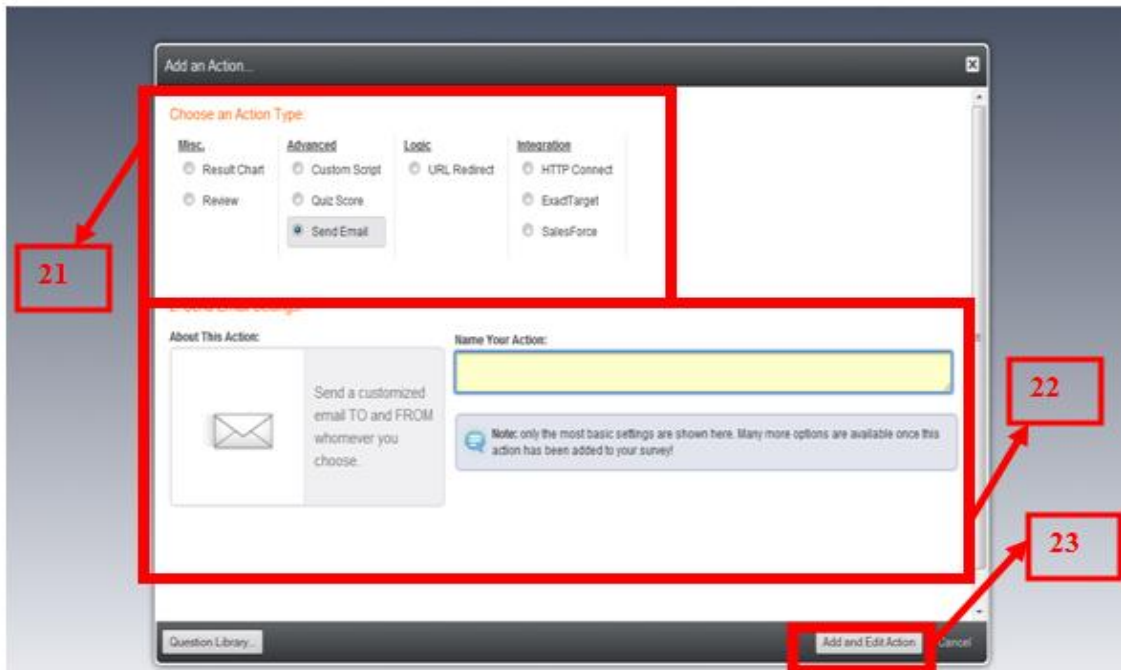 Add an Action...
Choose an Action Type:
Misc.
Result Chart
Review
Advanced
Custom Script
Quiz Score
Send Email
Logic
URL Redirect
Integration
HTTP Connect
ExactTarget
SalesForce
21
About This Action:
Send a customized
email TO and FROM
whomever you
choose.
Name Your Action:
Note: only the most basic settings are shown here. Many more options are available once this
action has been added to your survey!
22
23
Question Library...
Add and Edit Action
Cancel